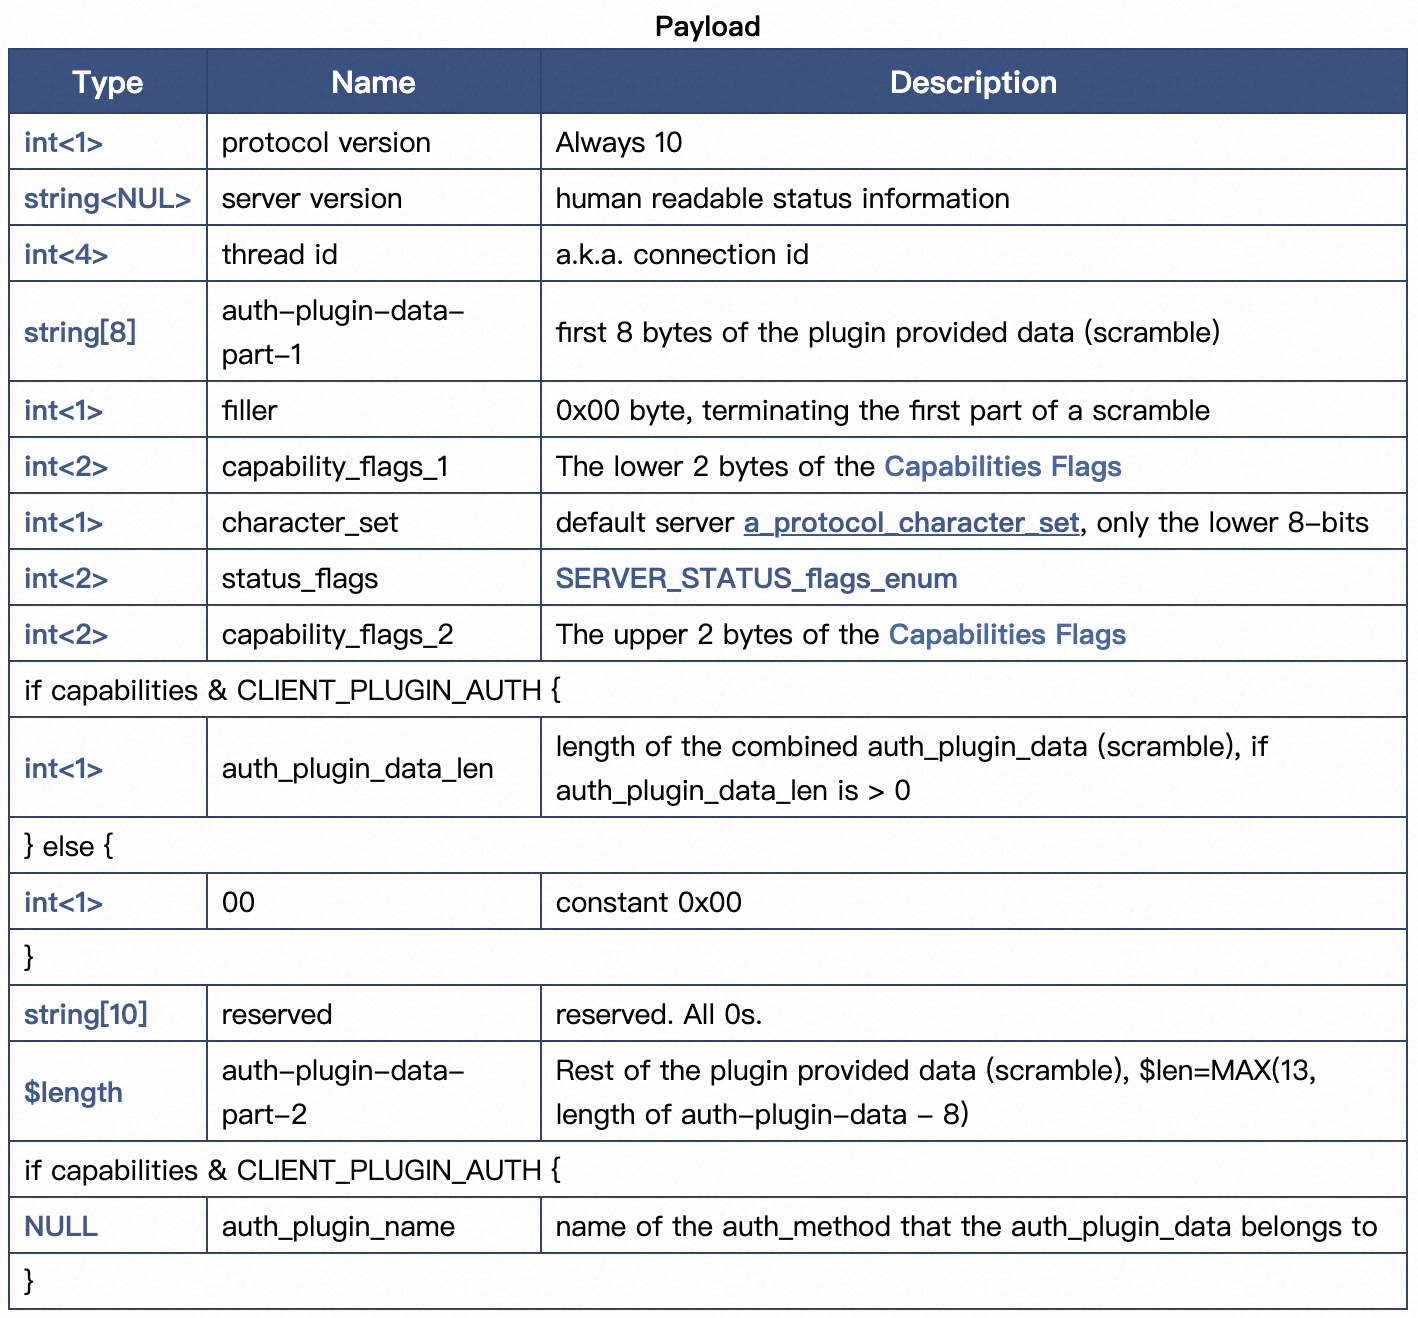 Payload
Type Name Description
int<1> protocol version Always 10
string<NUL> server version human readable status information
int<4> thread id a.k.a. connection id
string[8] auth-plugin-data-
part-1 first 8 bytes of the plugin provided data (scramble)
int<1> filler 0x00 byte, terminating the first part of a scramble
int<2> capability_flags_1 The lower 2 bytes of the Capabilities Flags
int<1> character_set default server a_protocol_character_set, only the lower 8-bits
int<2> status_flags SERVER_STATUS_flags_enum
int<2> capability_flags_2 The upper 2 bytes of the Capabilities Flags
if capabilities & CLIENT_PLUGIN_AUTH {
int<1> auth_plugin_data_len length of the combined auth_plugin_data (scramble), if
auth_plugin_data_len is > 0
} else {
int<1> 00 constant 0x00
}
string[10] reserved reserved. All 0s.
$length auth-plugin-data-
part-2 Rest of the plugin provided data (scramble), $len=MAX(13,
length of auth-plugin-data - 8)
if capabilities & CLIENT_PLUGIN_AUTH {
NULL auth_plugin_name name of the auth_method that the auth_plugin_data belongs to
}